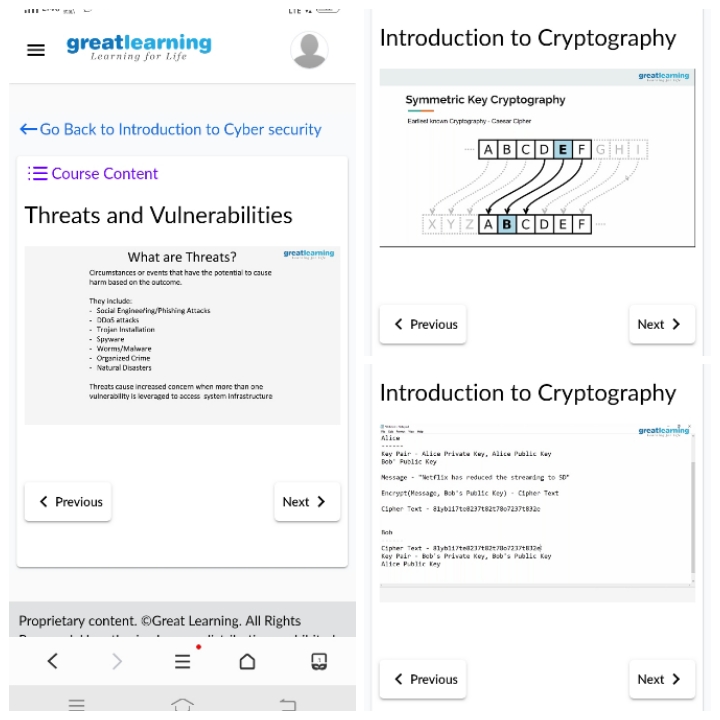 greatlearning
Learning for Life
Go Back to Introduction to Cyber security
Course Content
Threats and Vulnerabilities
What are Threats?
greatlearning
Circumstances or events that have the potential to cause
harm based on the outcome.
They include:
- Social Engineering/Phishing Attacks
- DDoS attacks
- Trojan Installation
- Spyware
- Worms/Malware
- Organized Crime
- Natural Disasters
Threats cause increased concern when more than one
vulnerability is leveraged to access system infrastructure
Previous
Next
Proprietary content. ©Great Learning. All Rights
1
Introduction to Cryptography
greatlearning
Symmetric Key Cryptography
Earliest known Cryptography - Caesar Cipher
A B C D E F G H I
X Y Z A B C D E F
Previous
Next
Introduction to Cryptography
greatlearning
Alice
------
Key Pair - Alice Private Key, Alice Public Key
Bob' Public Key
Message - "Netflix has reduced the streaming to SD"
Encrypt(Message, Bob's Public Key) - Cipher Text
Cipher Text -
Bob
Cipher Text -
Key Pair - Bob's Private Key, Bob's Public Key
Alice Public Key
Previous
Next